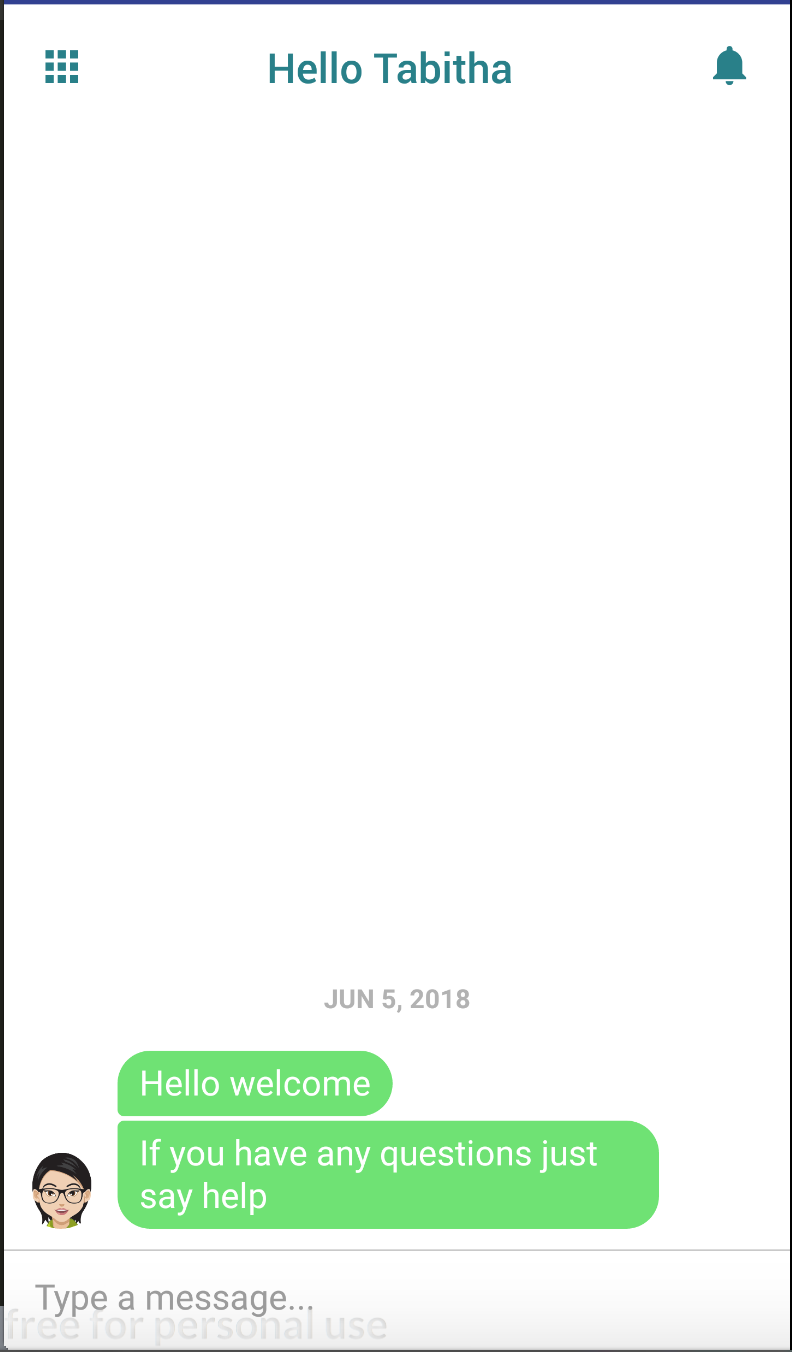 Hello Tabitha
JUN 5, 2018
Hello welcome
If you have any questions just
say help
Type a message...
free for personal use